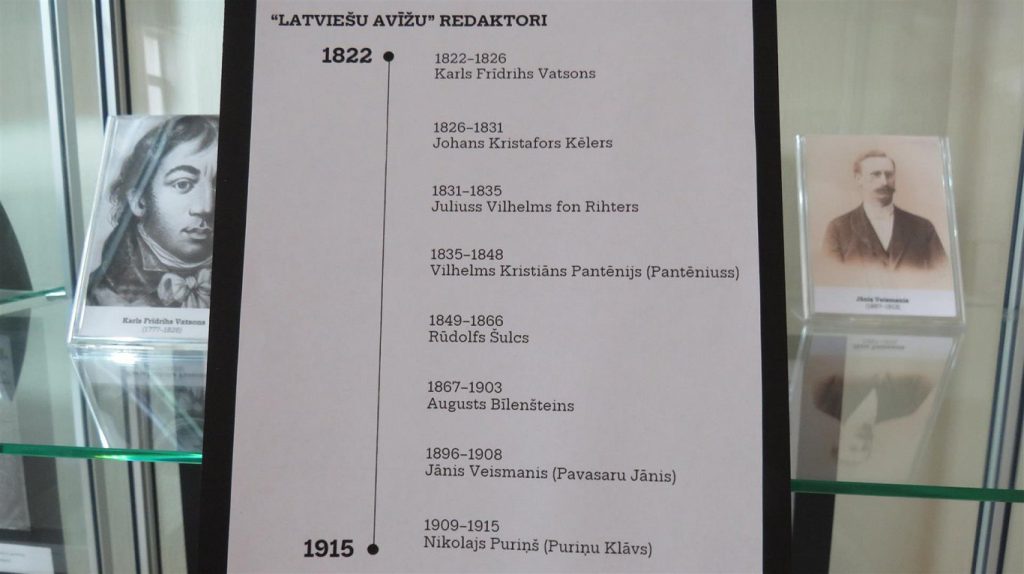 “LATVIEŠU AVĪŽU” REDAKTORI
1822
1822–1826
Karls Frīdrihs Vatsons
1826–1831
Johans Kristafors Kēlers
1831–1835
Juliuss Vilhelms fon Rihters
1835–1848
Vilhelms Kristiāns Pantēnijs (Pantēniuss)
1849–1866
Rūdolfs Šulcs
1867–1903
Augusts Bīlenšteins
1896–1908
Jānis Veismanis (Pavasaru Jānis)
1909–1915
Nikolajs Puriņš (Puriņu Klāvs)
1915
Karls Frīdrihs Vatsons
(1777–1826)
Jānis Veismanis